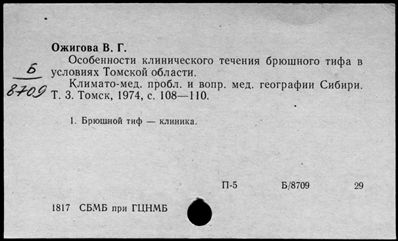 Ожигова В. Г.
Особенности клинического течения брюшного тифа в
условиях Томской области.
Б
8709
Климато-мед. пробл. и вопр. мед. географии Сибири.
Т. 3. Томск, 1974, с. 108—110.
1. Брюшной тиф — клиника.
П-5 Б/8709 29
1817 СБМБ при ГЦНМБ